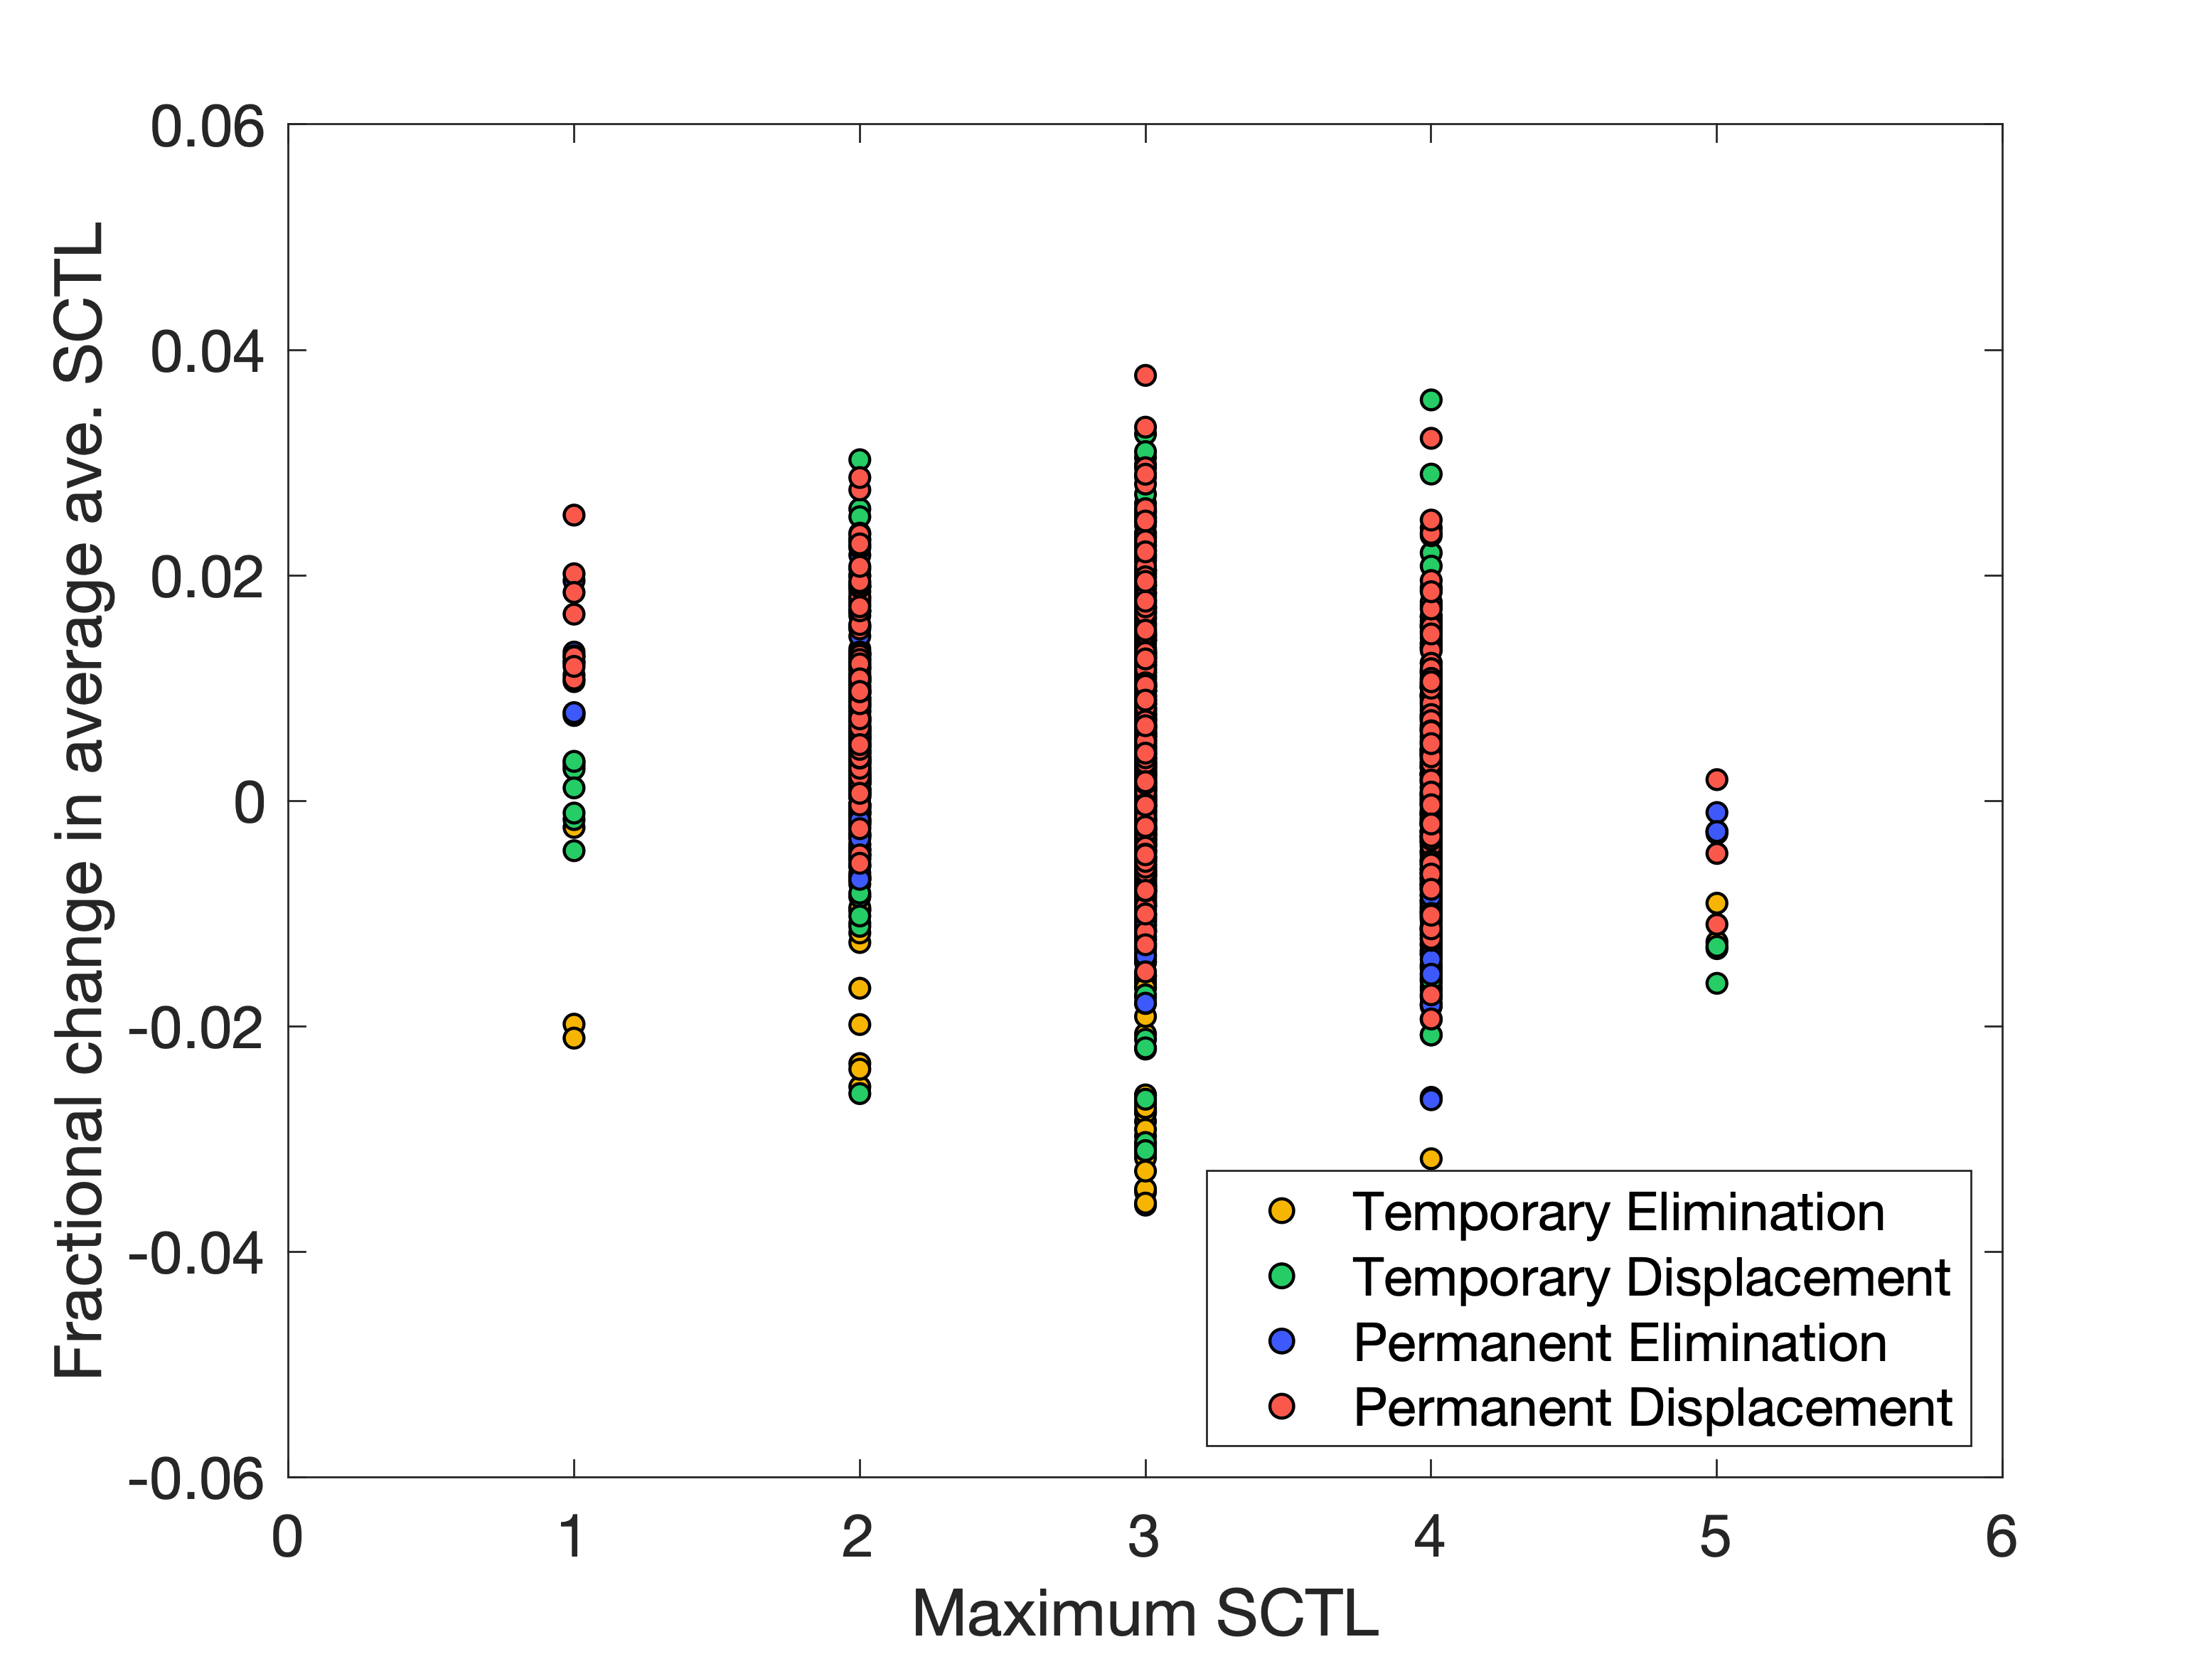 0.06
0.04
0.02
0
-0.02
-0.04
-0.06
Fractional change in average ave. SCTL
0
1
2
3
4
5
6
Maximum SCTL
Temporary Elimination
Temporary Displacement
Permanent Elimination
Permanent Displacement